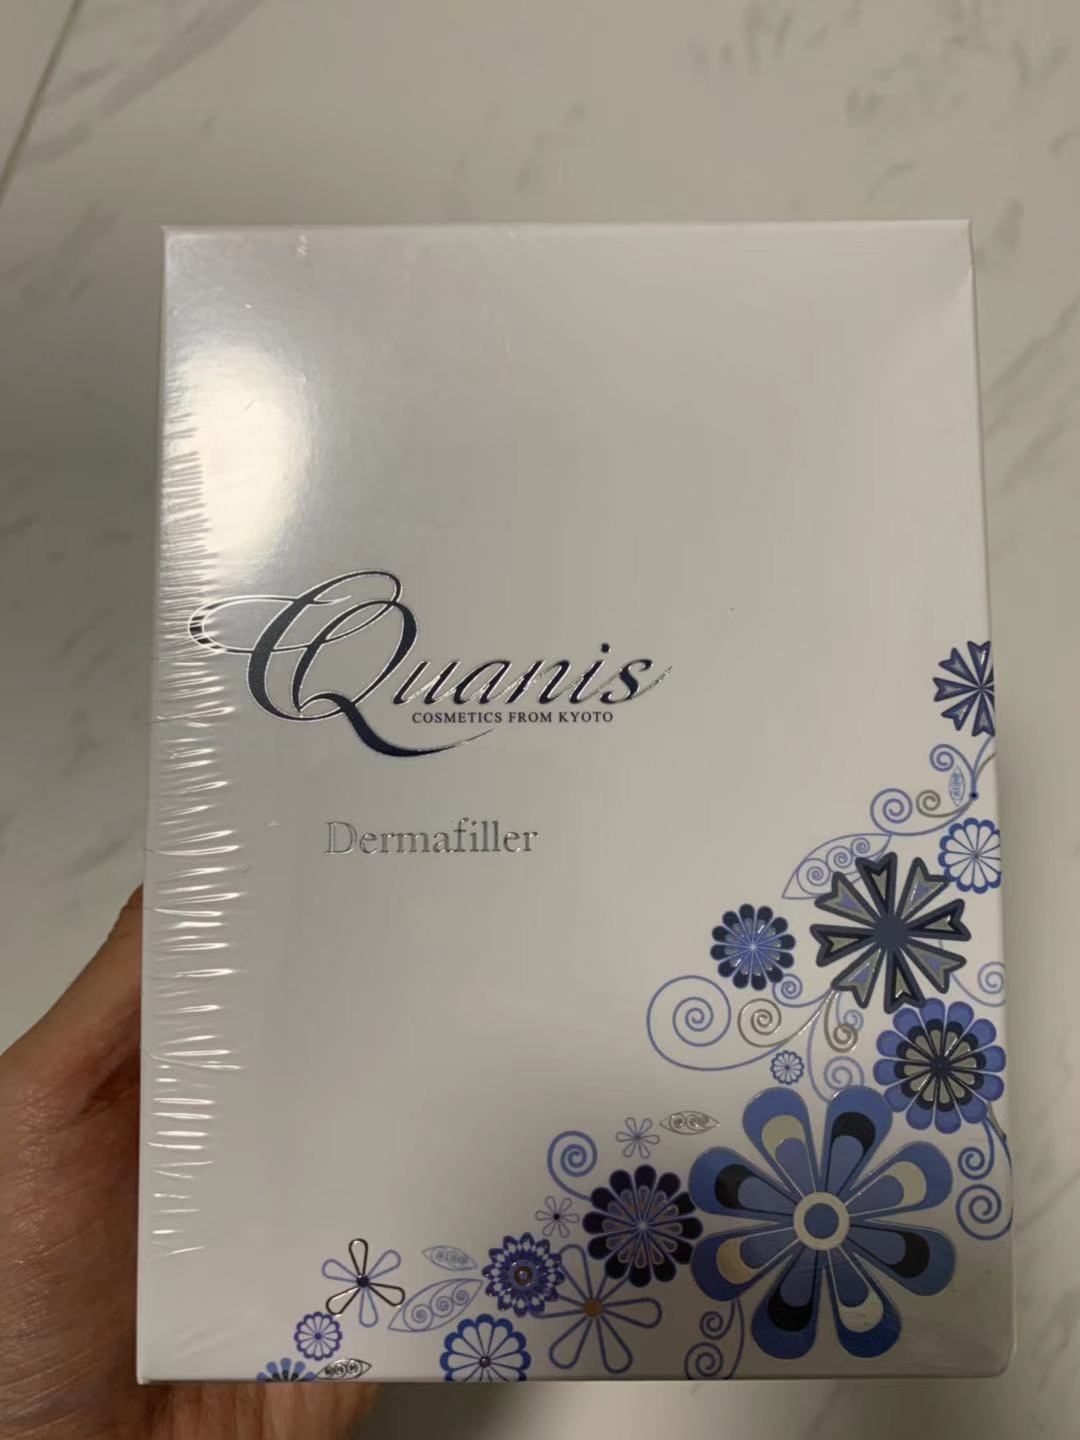 Quanis
COSMETICS FROM KYOTO
Dermafiller